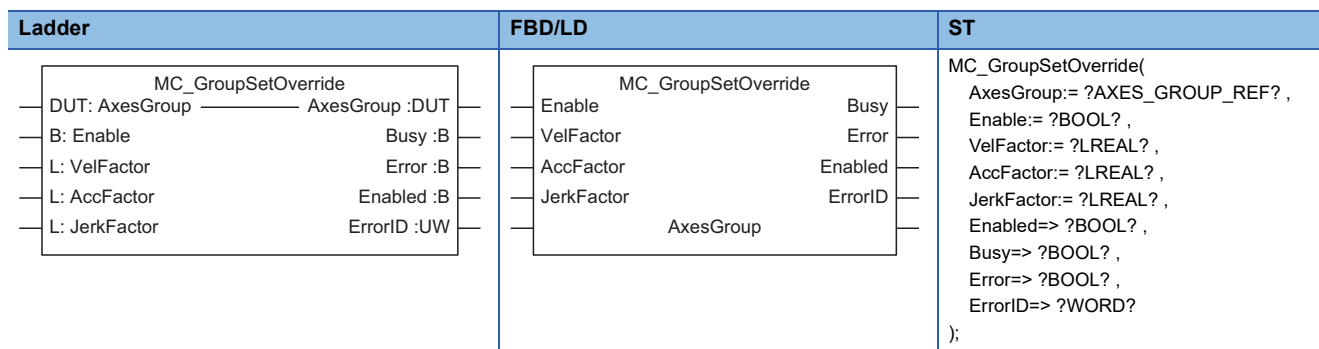 Ladder
FBD/LD
ST
MC_GroupSetOverride
DUT: AxesGroup AxesGroup :DUT
B: Enable Busy :B
L: VelFactor Error :B
L: AccFactor Enabled :B
L: JerkFactor ErrorID :UW
MC_GroupSetOverride
Enable Busy
VelFactor Error
AccFactor Enabled
JerkFactor ErrorID
AxesGroup
MC_GroupSetOverride(
AxesGroup:= ?AXES_GROUP_REF? ,
Enable:= ?BOOL? ,
VelFactor:= ?LREAL? ,
AccFactor:= ?LREAL? ,
JerkFactor:= ?LREAL? ,
Enabled=> ?BOOL? ,
Busy=> ?BOOL? ,
Error=> ?BOOL? ,
ErrorID=> ?WORD?
);